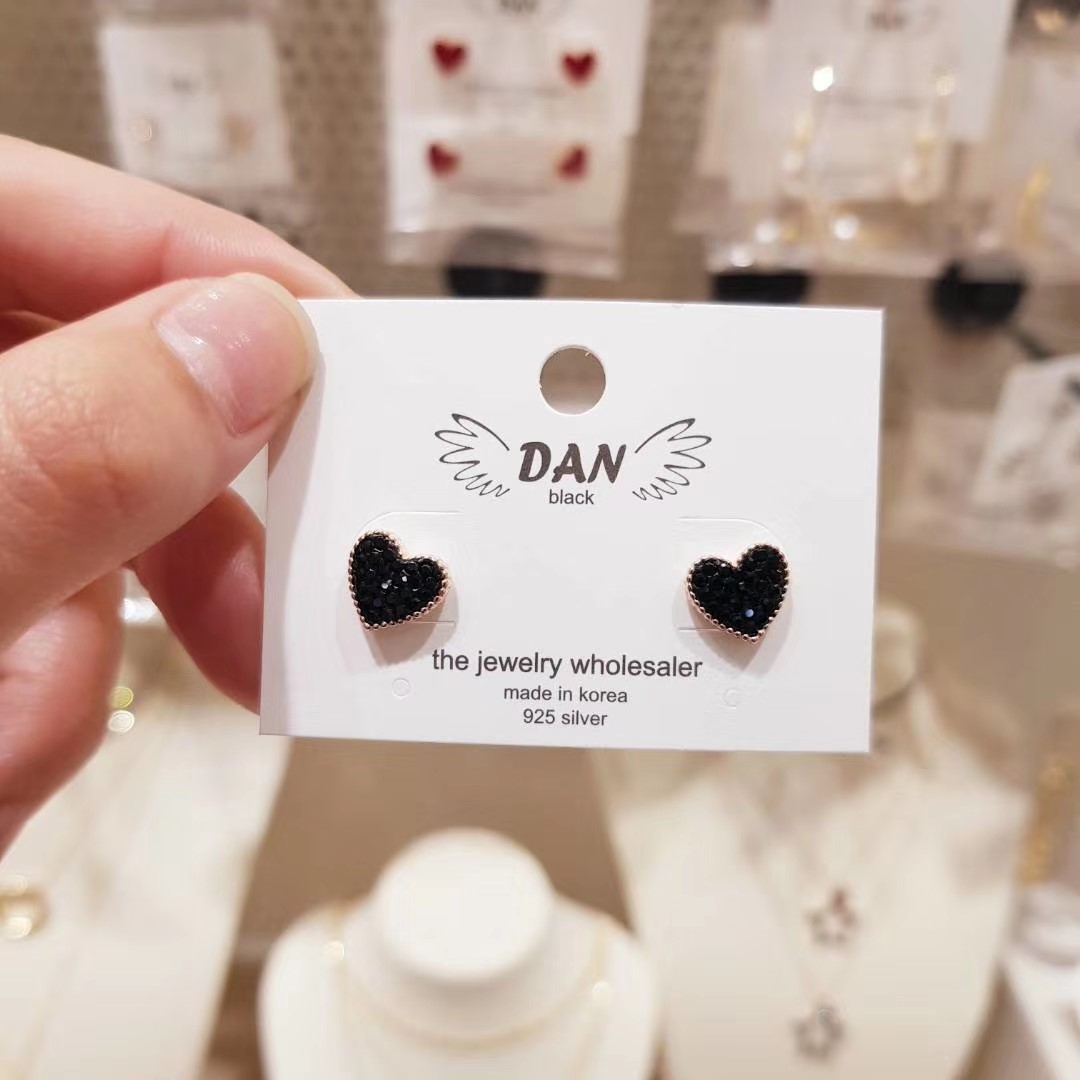 DAN
black
the jewelry wholesaler
made in korea
925 silver